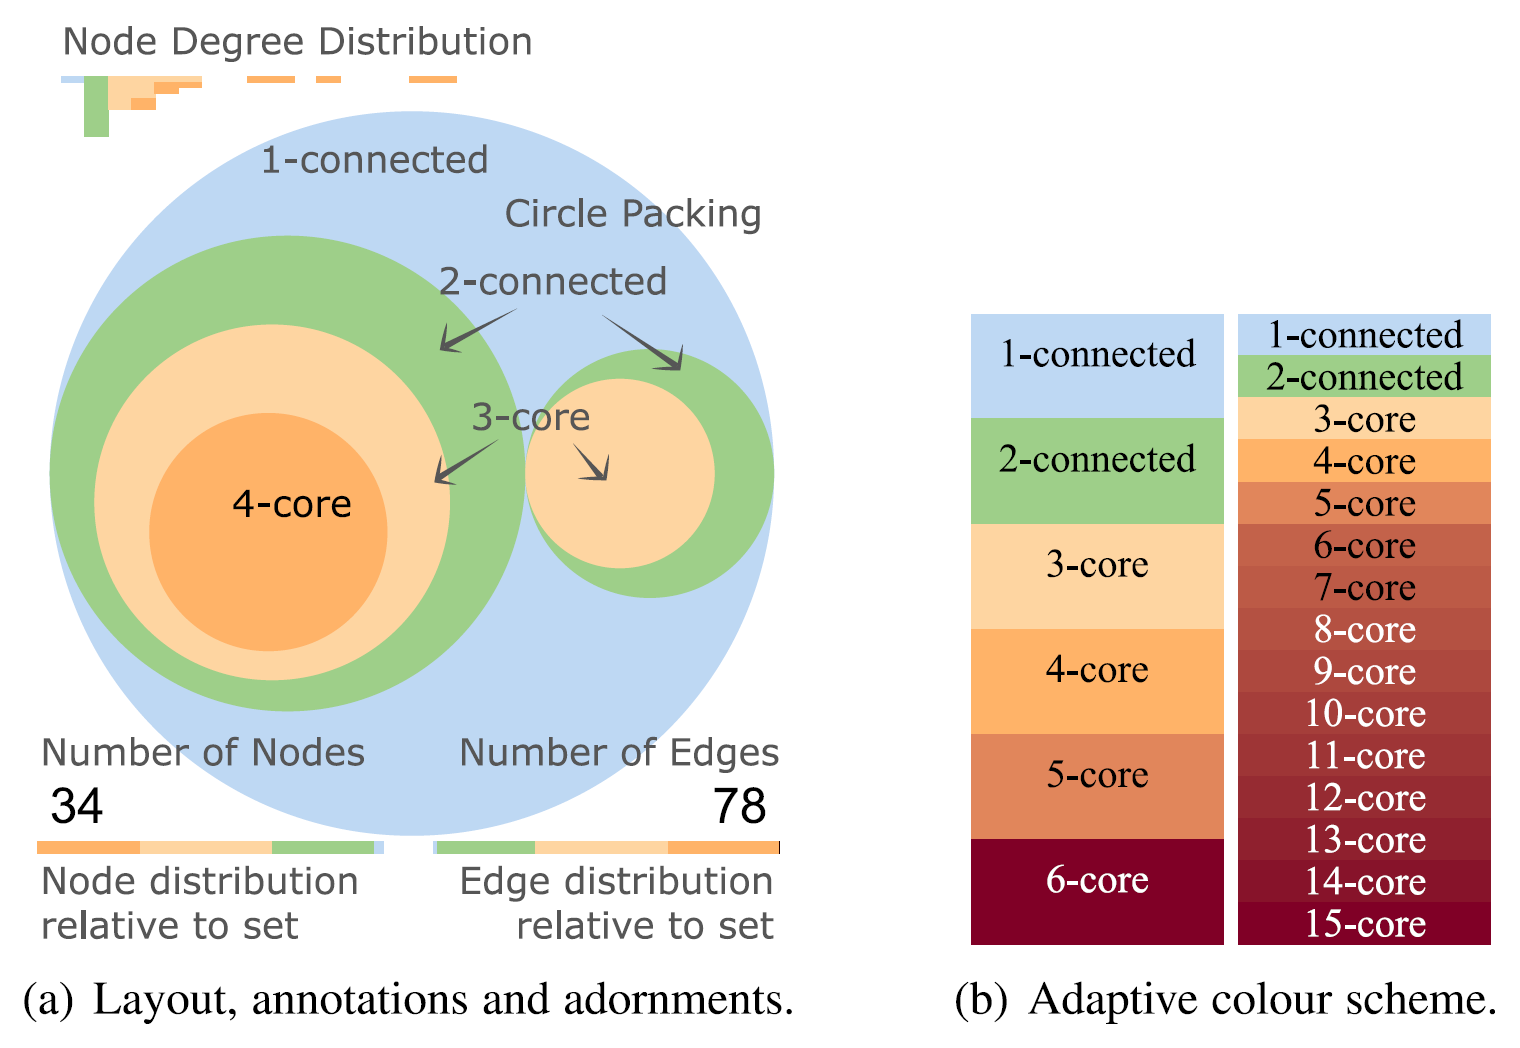 Node Degree Distribution
1-connected
Circle Packing
2-connected
3-core
4-core
Number of Nodes
Number of Edges
34
78
Node distribution
relative to set
Edge distribution
relative to set
(a) Layout, annotations and adornments.
1-connected
2-connected
3-core
4-core
5-core
6-core
1-connected
2-connected
3-core
4-core
5-core
6-core
7-core
8-core
9-core
10-core
11-core
12-core
13-core
14-core
15-core
(b) Adaptive colour scheme.